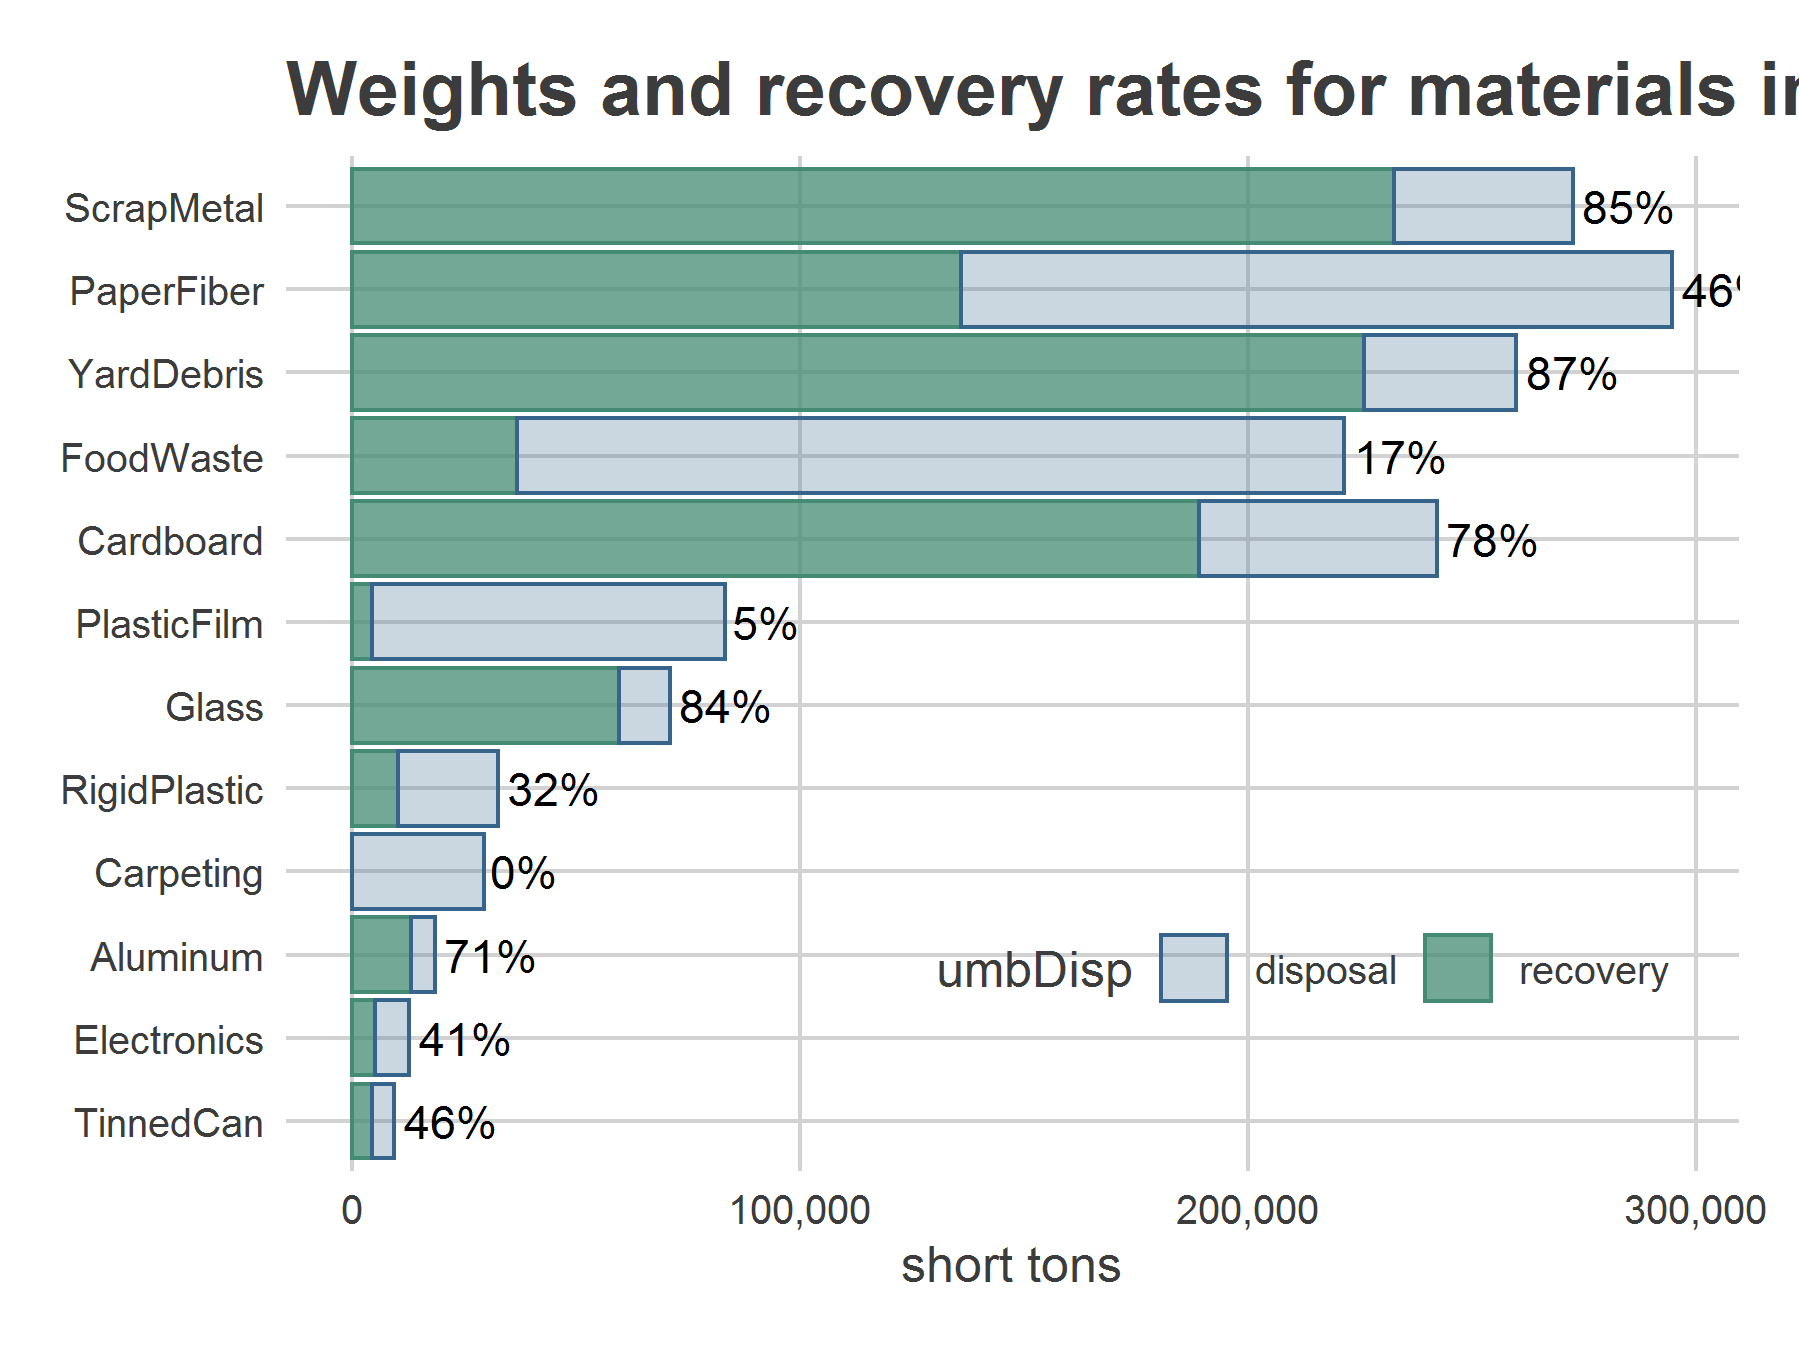 Weights and recovery rates for materials in
ScrapMetal 85%
PaperFiber 46%
YardDebris 87%
FoodWaste 17%
Cardboard 78%
PlasticFilm 5%
Glass 84%
RigidPlastic 32%
Carpeting 0%
Aluminum 71%
umbDisp disposal recovery
Electronics 41%
TinnedCan 46%
0 100,000 200,000 300,000
short tons